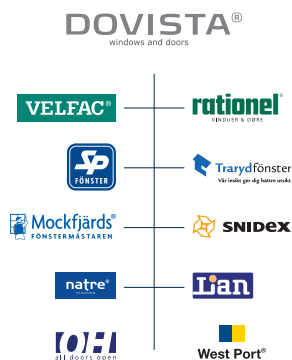 DOVISTA®
windows and doors
VELFAC®
rationel®
VINDUER & DØRE
SP
FÖNSTER
Trarydfönster
Vår insikt ger dig bättre utsikt
Mockfjärds®
FÖNSTERMÄSTAREN
SNIDEX
natre®
VINDUER
Lian
OH
all doors open
West Port®